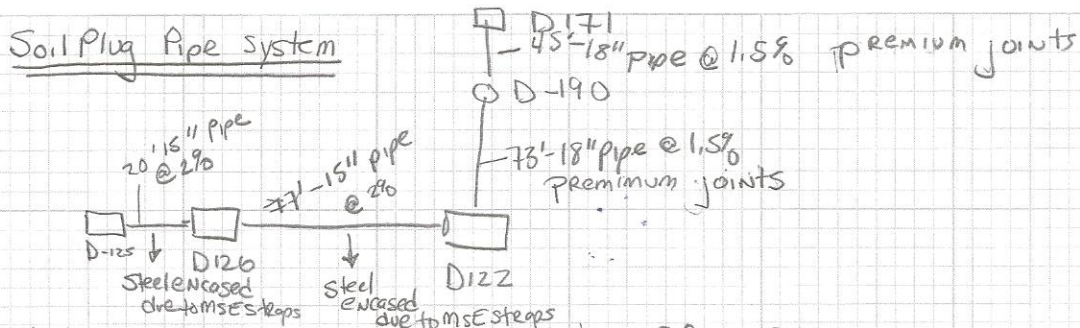 Soil Plug Pipe System
D-171
45'-18" pipe @ 1.5% premium joints
D-190
73'-18" pipe @ 1.5%
premimum joints
20' 15" pipe
@ 2%
77'-15" pipe
@ 2%
D-125
D126
D122
Steel encased
due to MSE straps
Steel
encased
due to MSE straps